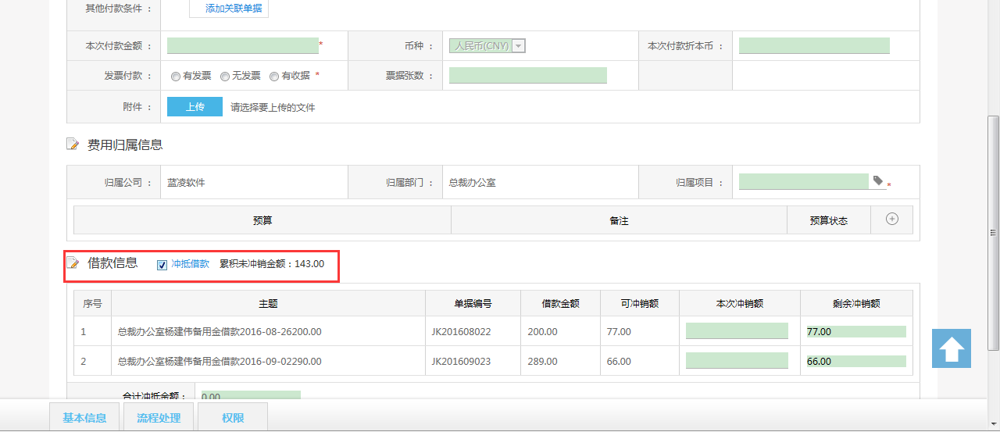 其他付款条件 : 添加关联单据
本次付款金额 : * 币种 : 人民币(CNY) 本次付款折本币 :
发票付款 : 有发票 无发票 有收据 * 票据张数 :
附件 : 上传 请选择要上传的文件
费用归属信息
归属公司 : 蓝凌软件 归属部门 : 总裁办公室 归属项目 : *
预算 备注 预算状态
借款信息 冲抵借款 累积未冲销金额：143.00
序号 主题 单据编号 借款金额 可冲销额 本次冲销额 剩余冲销额
1 总裁办公室杨建伟备用金借款2016-08-26200.00 JK201608022 200.00 77.00 77.00
2 总裁办公室杨建伟备用金借款2016-09-02290.00 JK201609023 289.00 66.00 66.00
合计冲抵金额： 0.00
基本信息 流程处理 权限